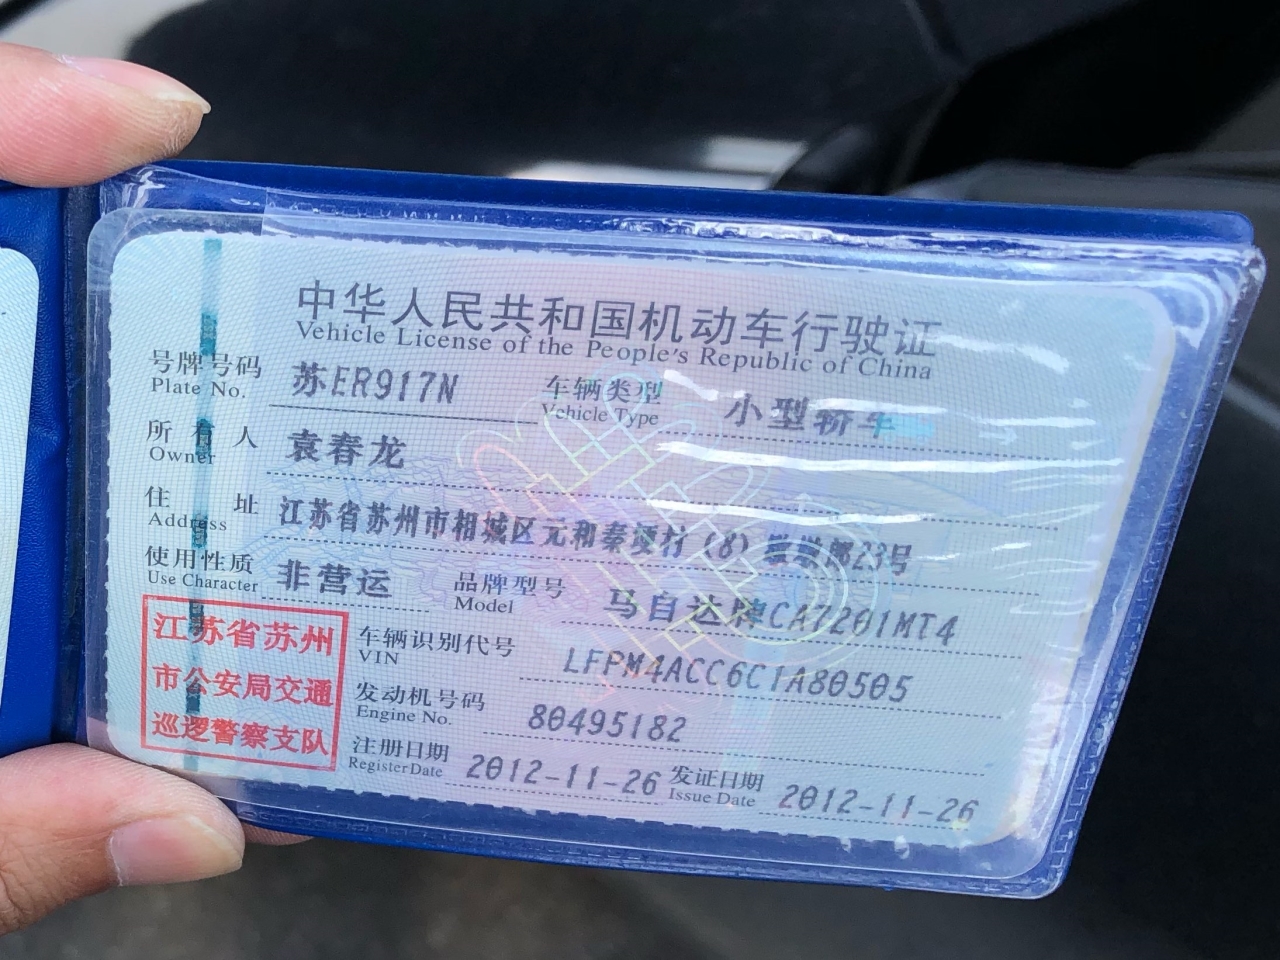 中华人民共和国机动车行驶证
Vehicle License of the People's Republic of China
号牌号码 苏ER917N 车辆类型 小型轿车
Plate No. Vehicle Type
所有人 袁春龙
Owner
住址 江苏省苏州市相城区元和秦埂村(8) 23号
Address
使用性质 非营运 品牌型号 马自达牌CA7201MT4
Use Character Model
江苏省苏州
市公安局交通
巡逻警察支队
车辆识别代号 LFPM4ACC6C1A80505
VIN
发动机号码 80495182
Engine No.
注册日期 2012-11-26 发证日期 2012-11-26
Register Date Issue Date